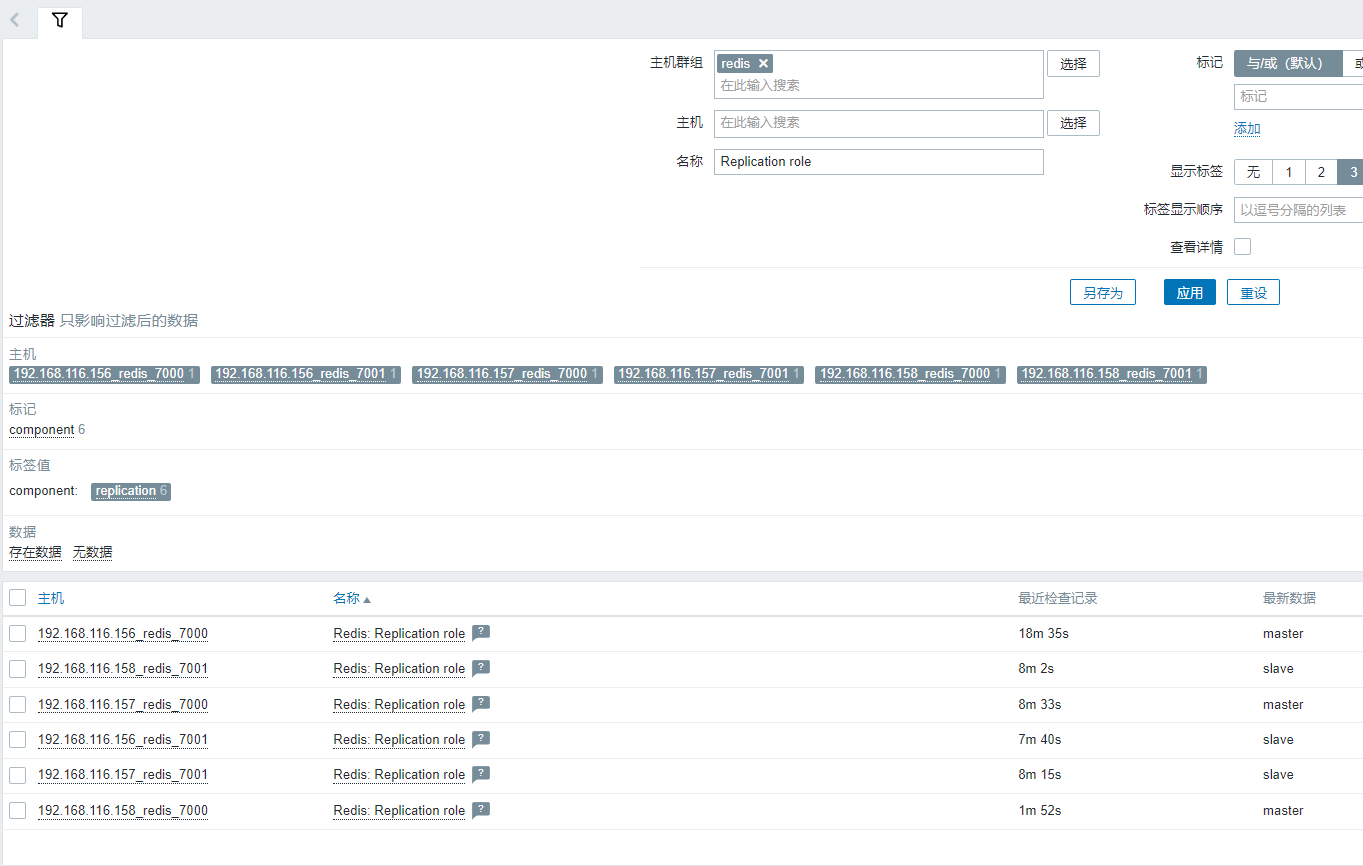 主机群组 redis 选择 标记 与/或（默认）
在此输入搜索 标记
主机 在此输入搜索 选择 添加
名称 Replication role
显示标签 无 1 2 3
标签显示顺序 以逗号分隔的列表
查看详情
另存为 应用 重设
过滤器 只影响过滤后的数据
主机
192.168.116.156_redis_7000 1 192.168.116.156_redis_7001 1 192.168.116.157_redis_7000 1 192.168.116.157_redis_7001 1 192.168.116.158_redis_7000 1 192.168.116.158_redis_7001 1
标记
component 6
标签值
component: replication 6
数据
存在数据 无数据
主机 名称 最近检查记录 最新数据
192.168.116.156_redis_7000 Redis: Replication role ? 18m 35s master
192.168.116.158_redis_7001 Redis: Replication role ? 8m 2s slave
192.168.116.157_redis_7000 Redis: Replication role ? 8m 33s master
192.168.116.156_redis_7001 Redis: Replication role ? 7m 40s slave
192.168.116.157_redis_7001 Redis: Replication role ? 8m 15s slave
192.168.116.158_redis_7000 Redis: Replication role ? 1m 52s master